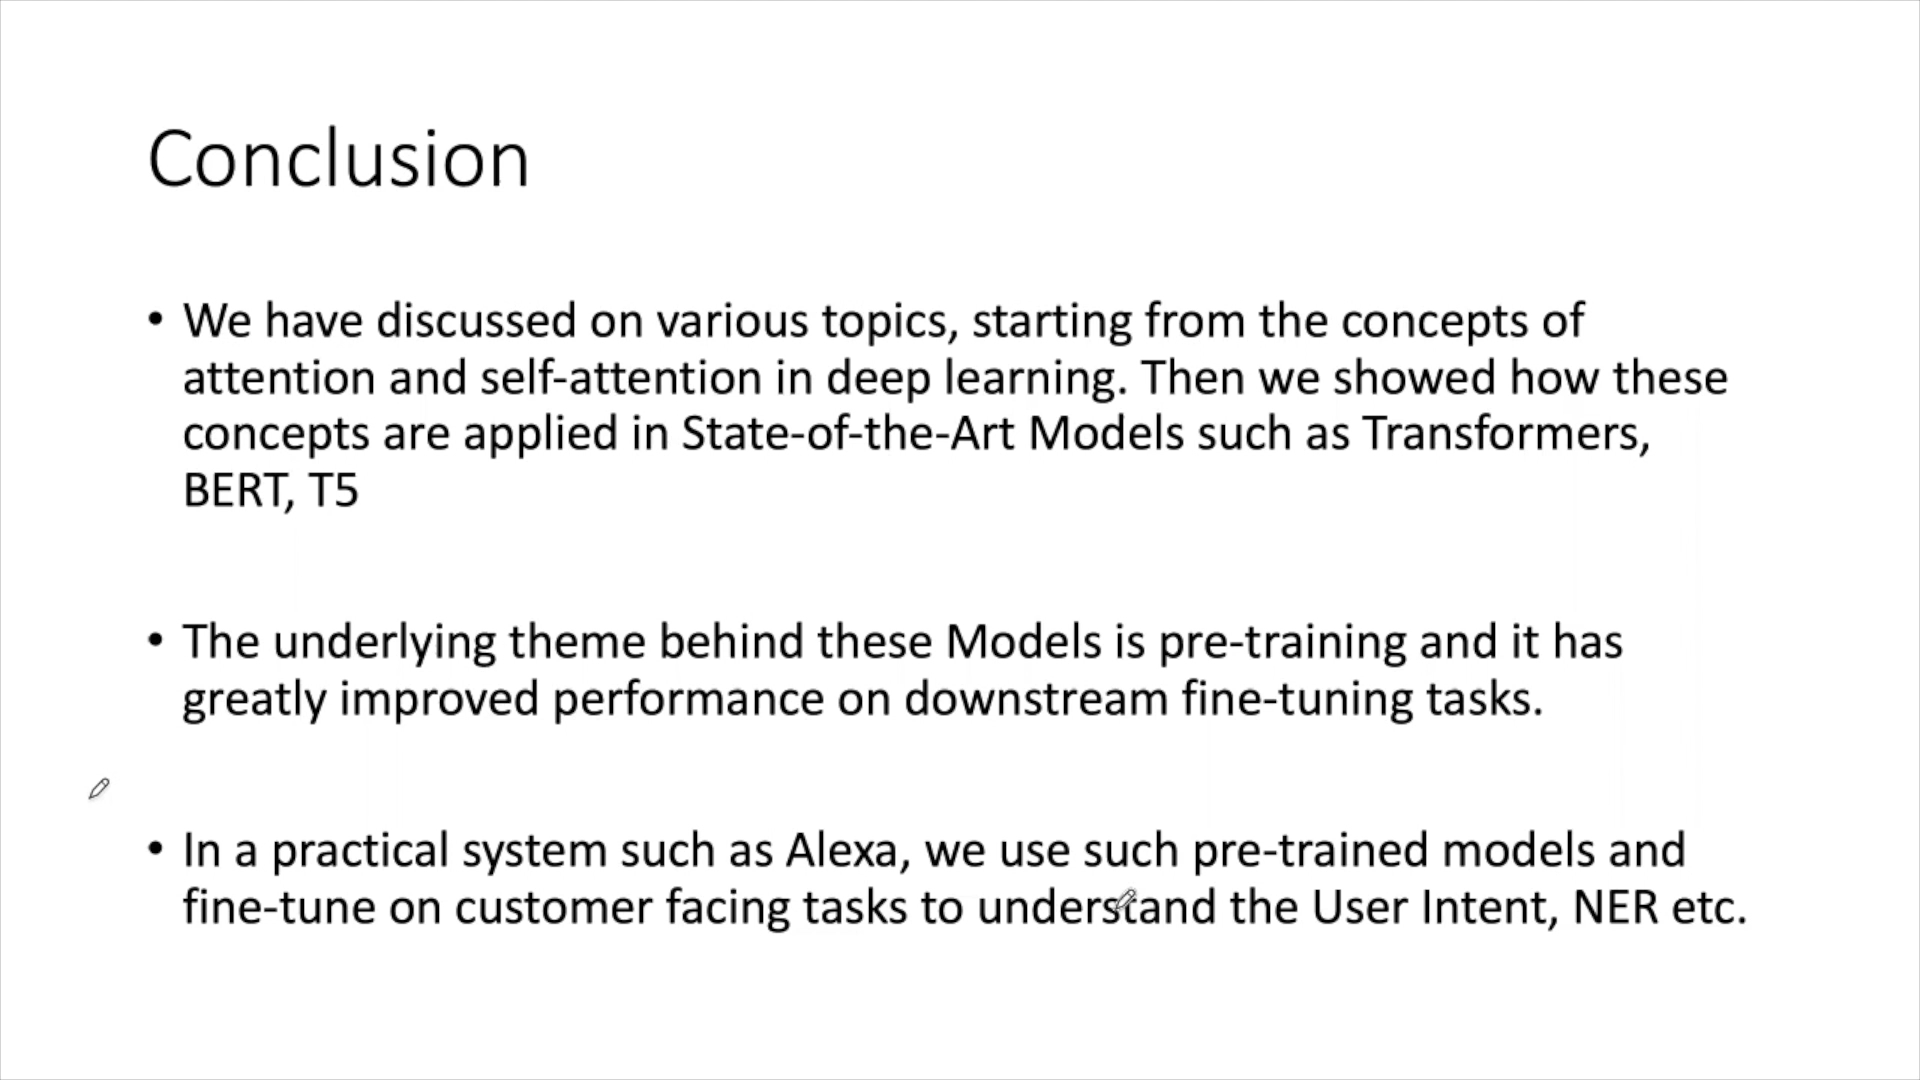 Conclusion
• We have discussed on various topics, starting from the concepts of
attention and self-attention in deep learning. Then we showed how these
concepts are applied in State-of-the-Art Models such as Transformers,
BERT, T5
• The underlying theme behind these Models is pre-training and it has
greatly improved performance on downstream fine-tuning tasks.
• In a practical system such as Alexa, we use such pre-trained models and
fine-tune on customer facing tasks to understand the User Intent, NER etc.